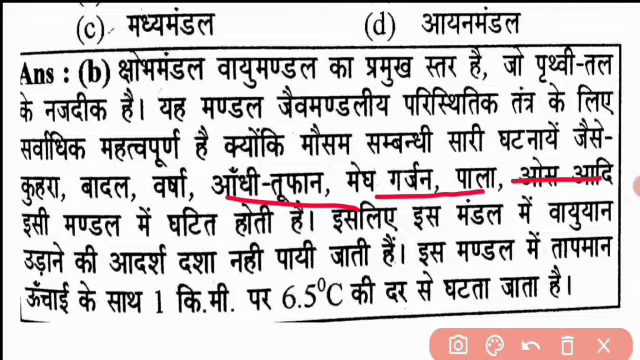 (c) मध्यमंडल (d) आयनमंडल
Ans : (b) क्षोभमंडल वायुमण्डल का प्रमुख स्तर है, जो पृथ्वी-तल
के नजदीक है। यह मण्डल जैवमण्डलीय परिस्थितिक तंत्र के लिए
सर्वाधिक महत्वपूर्ण है क्योंकि मौसम सम्बन्धी सारी घटनायें जैसे-
कुहरा, बादल, वर्षा, आँधी-तूफान, मेघ गर्जन, पाला, ओस आदि
इसी मण्डल में घटित होती है। इसलिए इस मंडल में वायुयान
उड़ाने की आदर्श दशा नही पायी जाती हैं। इस मण्डल में तापमान
ऊँचाई के साथ 1 कि.मी. पर 6.5⁰C की दर से घटता जाता है।